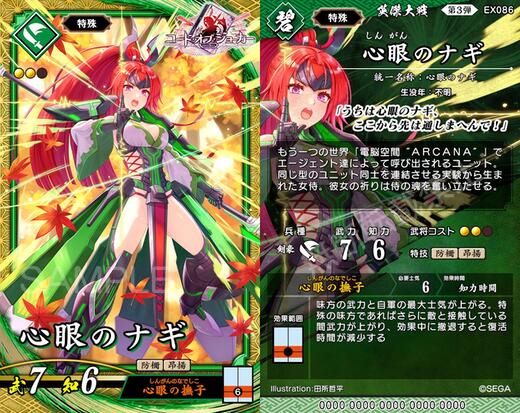 特殊
コード・オブ・ジョーカー
SAMPLE
心眼のナギ
防柵 昂揚
武7 知6
しんがんのなでしこ
心眼の撫子
6
碧
特殊
英傑大戦
第3弾
EX086
しん がん
心眼のナギ
統一名称:心眼のナギ
生没年:不明
「うちは心眼のナギ、
ここから先は通しまへんで!」
もう一つの世界「電脳空間“ARCANA”」で
エージェント達によって呼び出されるユニット。
同じ型のユニット同士を連結させる実験から生ま
れた女侍。彼女の祈りは侍の魂を奮い立たせる。
兵種 武力 知力 武将コスト
剣豪 7 6 特技 防柵 昂揚
しんがんのなでしこ 必要士気 効果時間
心眼の撫子 6 知力時間
効果範囲
味方の武力と自軍の最大士気が上がる。特
殊の味方であればさらに敵と接触している
間武力が上がり、効果中に撤退すると復活
時間が減少する
Illustration:田所哲平
©SEGA
0000 0000 0000 0000 0000